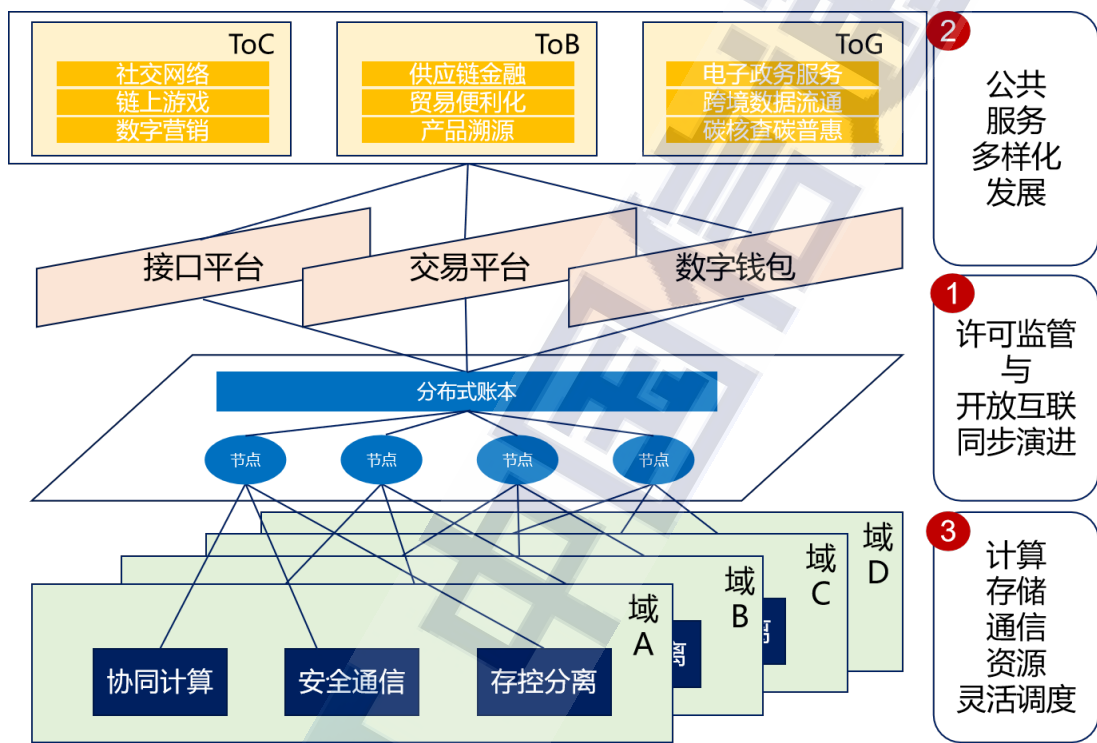 ToC
社交网络
链上游戏
数字营销
ToB
供应链金融
贸易便利化
产品溯源
ToG
电子政务服务
跨境数据流通
碳核查碳普惠
2
公共
服务
多样化
发展
接口平台
交易平台
数字钱包
1
许可监管
与
开放互联
同步演进
分布式账本
节点
节点
节点
节点
域
D
域
C
域
B
域
A
离
离
协同计算
安全通信
存控分离
3
计算
存储
通信
资源
灵活调度
中国信通